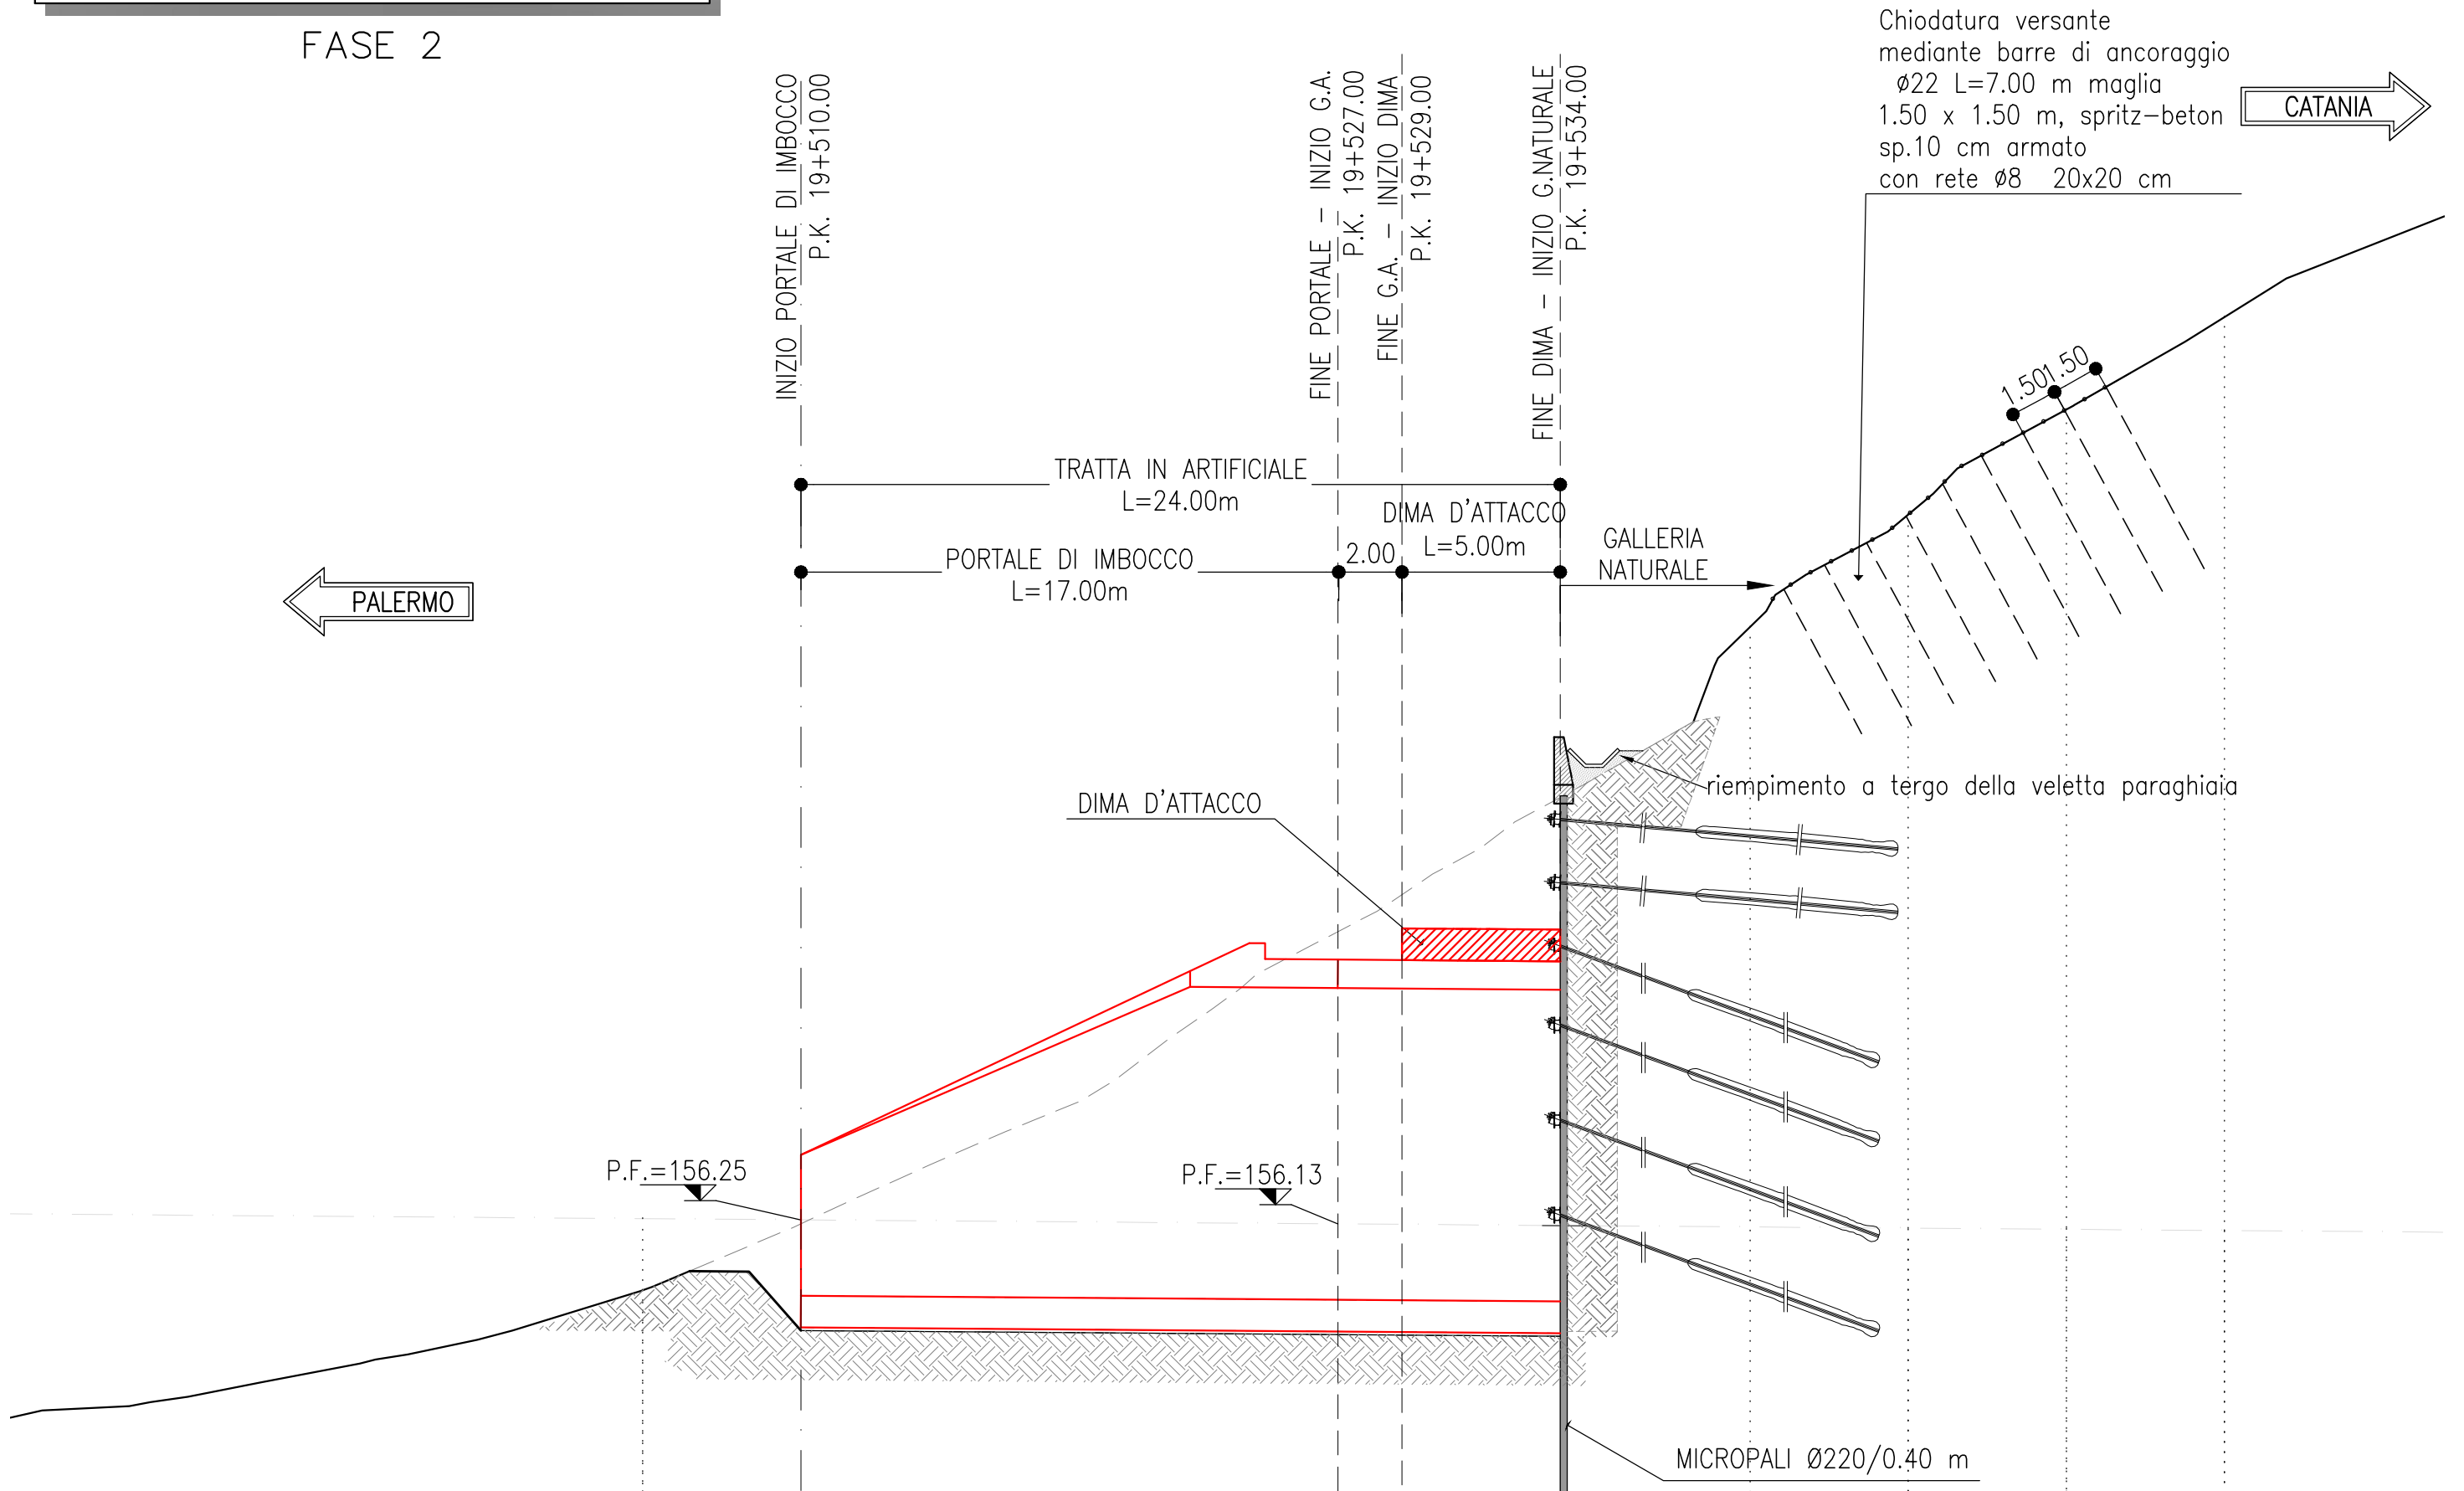 FASE 2
INIZIO PORTALE DI IMBOCCO
P.K. 19+510.00
FINE PORTALE - INIZIO G.A.
P.K. 19+527.00
FINE G.A. - INIZIO DIMA
P.K. 19+529.00
FINE DIMA - INIZIO G.NATURALE
P.K. 19+534.00
Chiodatura versante
mediante barre di ancoraggio
ø22 L=7.00 m maglia
1.50 x 1.50 m, spritz-beton
sp.10 cm armato
con rete ø8 20x20 cm
CATANIA
1.50
1.50
TRATTA IN ARTIFICIALE
L=24.00m
DIMA D'ATTACCO
L=5.00m
PORTALE DI IMBOCCO
L=17.00m
2.00
GALLERIA
NATURALE
PALERMO
DIMA D'ATTACCO
riempimento a tergo della veletta paraghiaia
P.F.=156.25
P.F.=156.13
MICROPALI Ø220/0.40 m